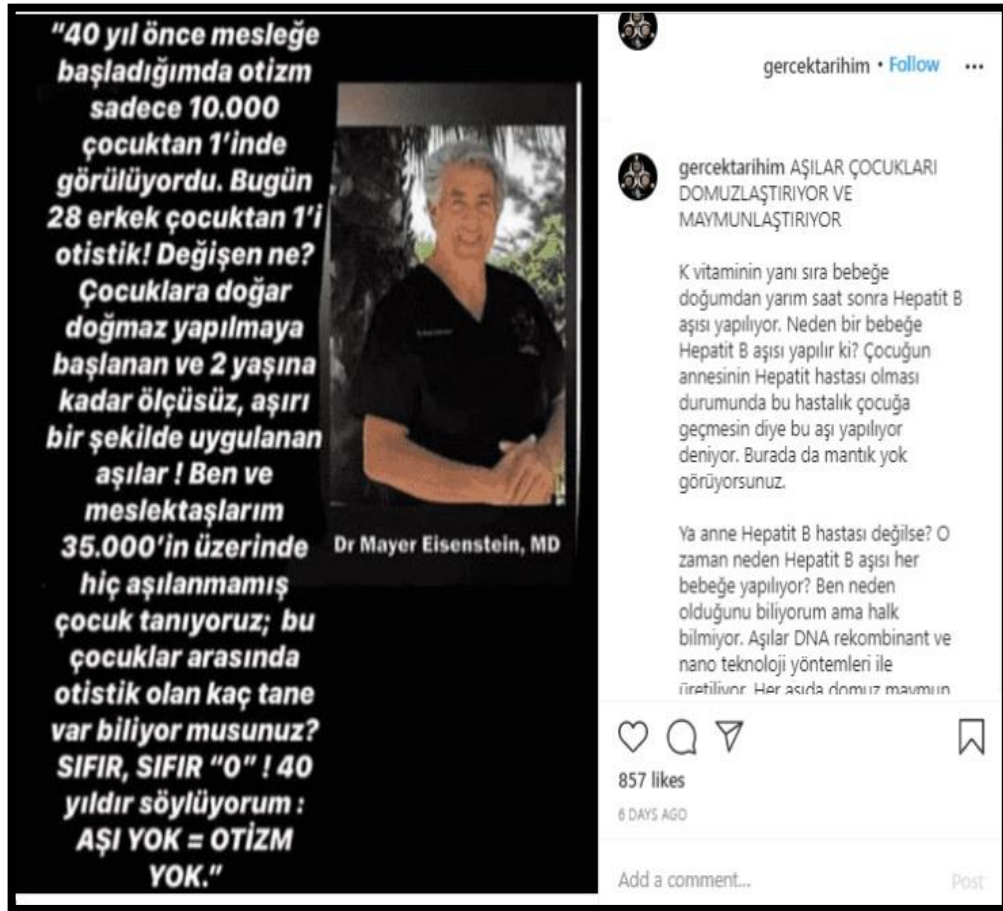 "40 yıl önce mesleğe
başladığımda otizm
sadece 10.000
çocuktan 1'inde
görülüyordu. Bugün
28 erkek çocuktan 1'i
otistik! Değişen ne?
Çocuklara doğar
doğmaz yapılmaya
başlanan ve 2 yaşına
kadar ölçüsüz, aşırı
bir şekilde uygulanan
aşılar ! Ben ve
meslektaşlarım
35.000'in üzerinde
hiç aşılanmamış
çocuk tanıyoruz; bu
çocuklar arasında
otistik olan kaç tane
var biliyor musunuz?
SIFIR, SIFIR "0" ! 40
yıldır söylüyorum :
AŞI YOK = OTİZM
YOK."
Dr Mayer Eisenstein, MD
gercektarihim • Follow •••
gercektarihim AŞILAR ÇOCUKLARI
DOMUZLAŞTIRIYOR VE
MAYMUNLAŞTIRIYOR
K vitaminin yanı sıra bebeğe
doğumdan yarım saat sonra Hepatit B
aşısı yapılıyor. Neden bir bebeğe
Hepatit B aşısı yapılır ki? Çocuğun
annesinin Hepatit hastası olması
durumunda bu hastalık çocuğa
geçmesin diye bu aşı yapılıyor
deniyor. Burada da mantık yok
görüyorsunuz.
Ya anne Hepatit B hastası değilse? O
zaman neden Hepatit B aşısı her
bebeğe yapılıyor? Ben neden
olduğunu biliyorum ama halk
bilmiyor. Aşılar DNA rekombinant ve
nano teknoloji yöntemleri ile
üretiliyor. Her aşıda domuz maymun
857 likes
6 DAYS AGO
Add a comment...
Post